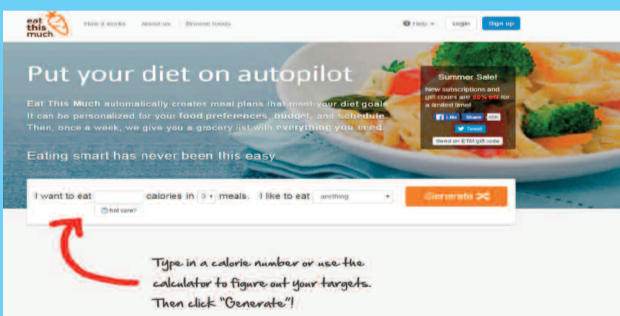 eat
this
much
How it works About us Browse foods
Help
Login
Sign up
Put your diet on autopilot
Eat This Much automatically creates meal plans that meet your diet goals.
It can be personalized for your food preferences, budget, and schedule.
Then, once a week, we give you a grocery list with everything you need.
Eating smart has never been this easy.
Summer Sale!
New subscriptions and
gift codes are 20% off for
a limited time!
Like Share
Tweet
Send an ETM gift code
I want to eat calories in 3 meals. I like to eat anything
Generate
Not sure?
Type in a calorie number or use the
calculator to figure out your targets.
Then click "Generate"!